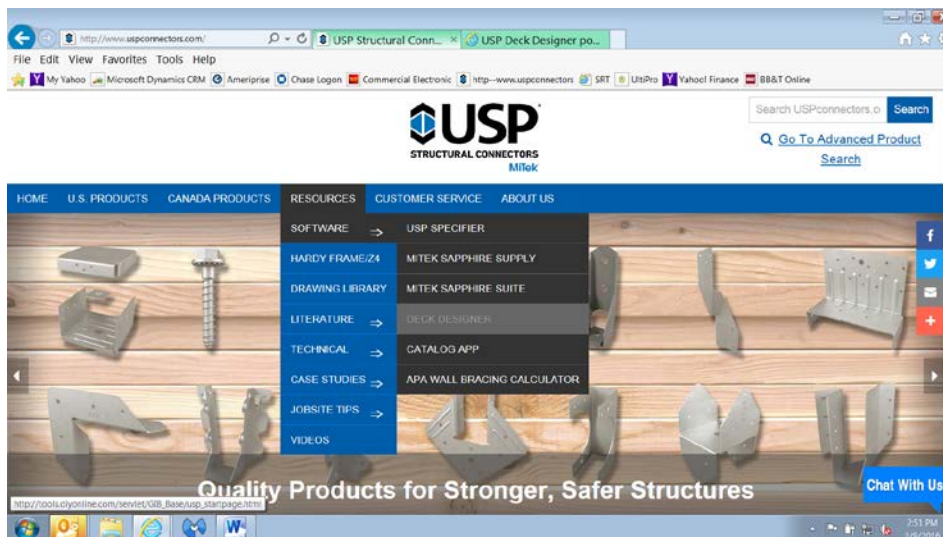 http://www.uspconnectors.com/
USP Structural Conn...
USP Deck Designer po...
File Edit View Favorites Tools Help
My Yahoo Microsoft Dynamics CRM Ameriprise Chase Logon Commercial Electronic http--www.uspconnectors SRT UltiPro Yahoo! Finance BB&T Online
USP
STRUCTURAL CONNECTORS
MiTek
Search USPconnectors.c
Search
Go To Advanced Product
Search
HOME U.S. PRODUCTS CANADA PRODUCTS RESOURCES CUSTOMER SERVICE ABOUT US
SOFTWARE ⇒ USP SPECIFIER
HARDY FRAME/Z4 MITEK SAPPHIRE SUPPLY
DRAWING LIBRARY MITEK SAPPHIRE SUITE
LITERATURE ⇒ DECK DESIGNER
TECHNICAL ⇒ CATALOG APP
CASE STUDIES ⇒ APA WALL BRACING CALCULATOR
JOBSITE TIPS ⇒
VIDEOS
Quality Products for Stronger, Safer Structures
Chat With Us
http://tools.diyonline.com/servlet/GIB_Base/usp_startpage.html
2:51 PM